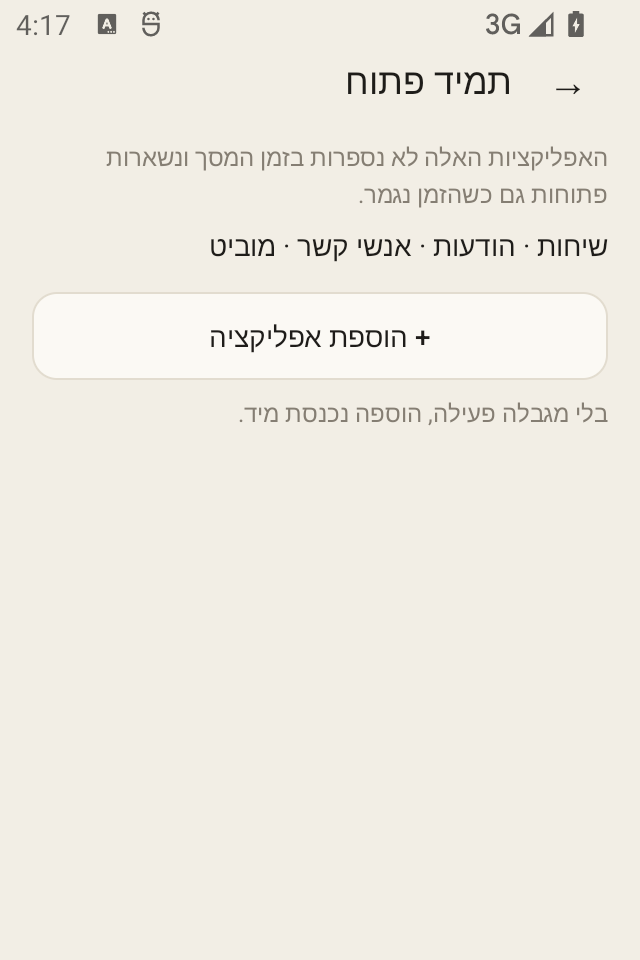 4:17
3G
→ תמיד פתוח
האפליקציות האלה לא נספרות בזמן המסך ונשארות
פתוחות גם כשהזמן נגמר.
שיחות · הודעות · אנשי קשר · מוביט
+ הוספת אפליקציה
בלי מגבלה פעילה, הוספה נכנסת מיד.